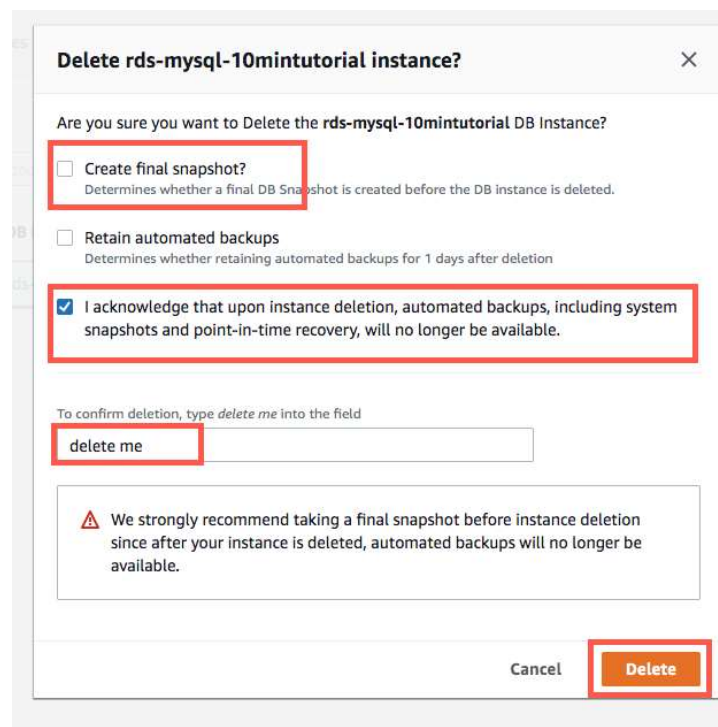 Delete rds-mysql-10mintutorial instance?
Are you sure you want to Delete the rds-mysql-10mintutorial DB Instance?
Create final snapshot?
Determines whether a final DB Snapshot is created before the DB instance is deleted.
Retain automated backups
Determines whether retaining automated backups for 1 days after deletion
I acknowledge that upon instance deletion, automated backups, including system
snapshots and point-in-time recovery, will no longer be available.
To confirm deletion, type delete me into the field
delete me
We strongly recommend taking a final snapshot before instance deletion
since after your instance is deleted, automated backups will no longer be
available.
Cancel
Delete